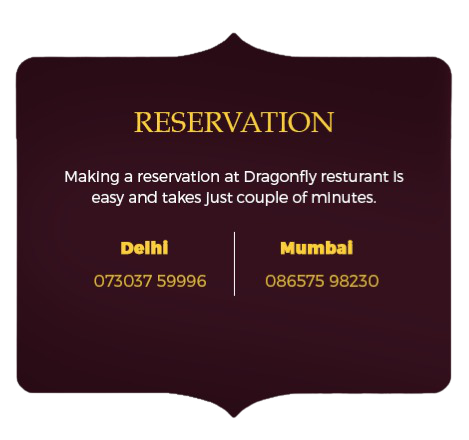 RESERVATION
Making a reservation at Dragonfly resturant is
easy and takes just couple of minutes.
Delhi
073037 59996
Mumbai
086575 98230